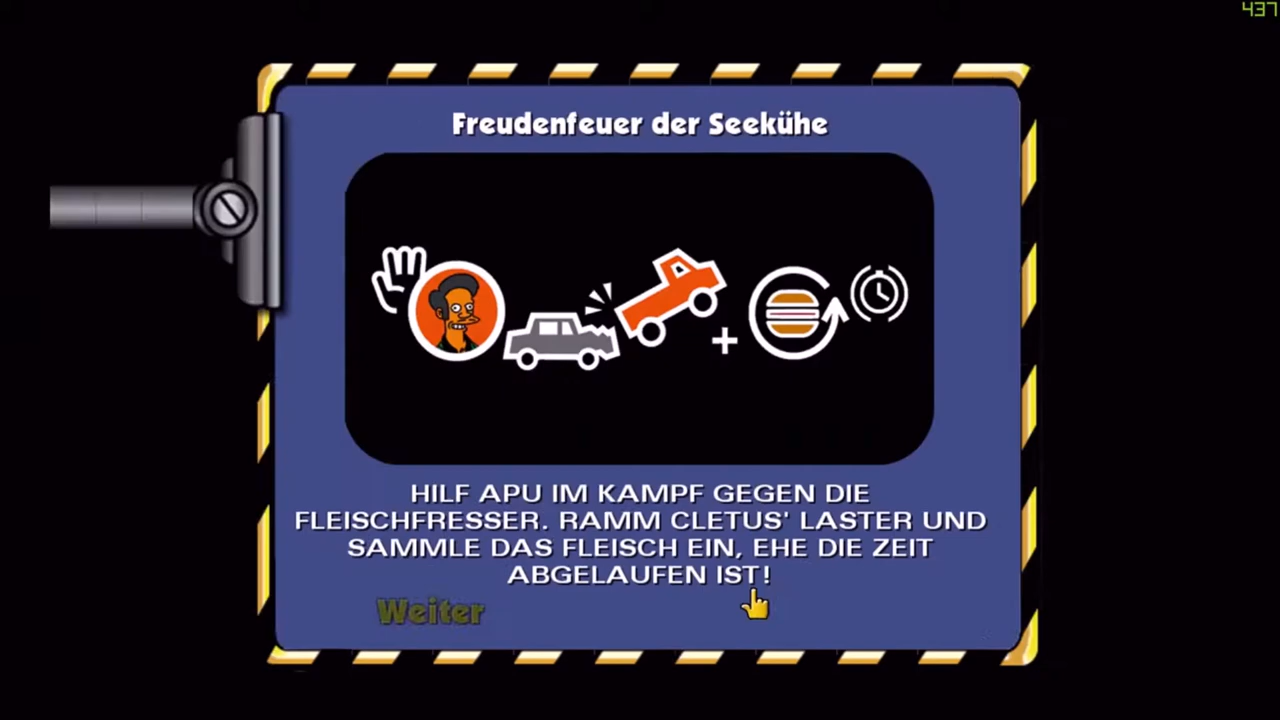 437
Freudenfeuer der Seekühe
+
HILF APU IM KAMPF GEGEN DIE
FLEISCHFRESSER. RAMM CLETUS' LASTER UND
SAMMLE DAS FLEISCH EIN, EHE DIE ZEIT
ABGELAUFEN IST!
Weiter